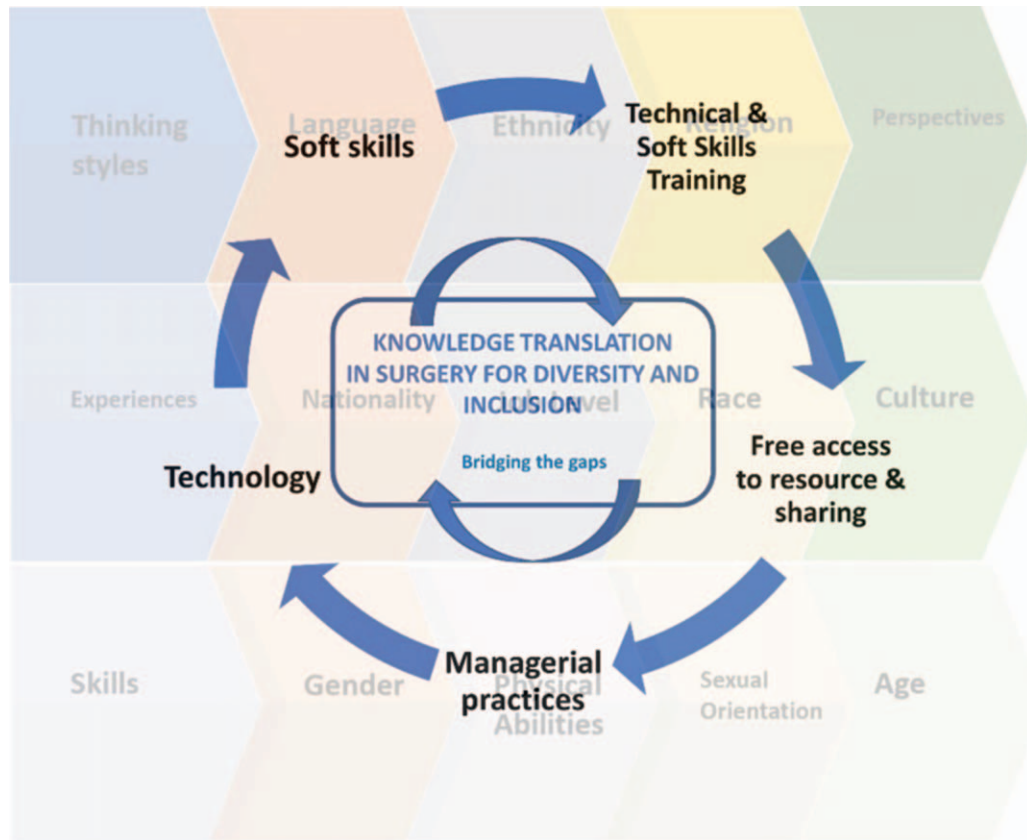 Thinking
styles
Language
Soft skills
Ethnicity
Religion
Technical &
Soft Skills
Training
Perspectives
KNOWLEDGE TRANSLATION
IN SURGERY FOR DIVERSITY AND
INCLUSION
Bridging the gaps
Experiences
Nationality
Level
Race
Culture
Technology
Free access
to resource &
sharing
Skills
Gender
Managerial
practices
Physical
Abilities
Sexual
Orientation
Age